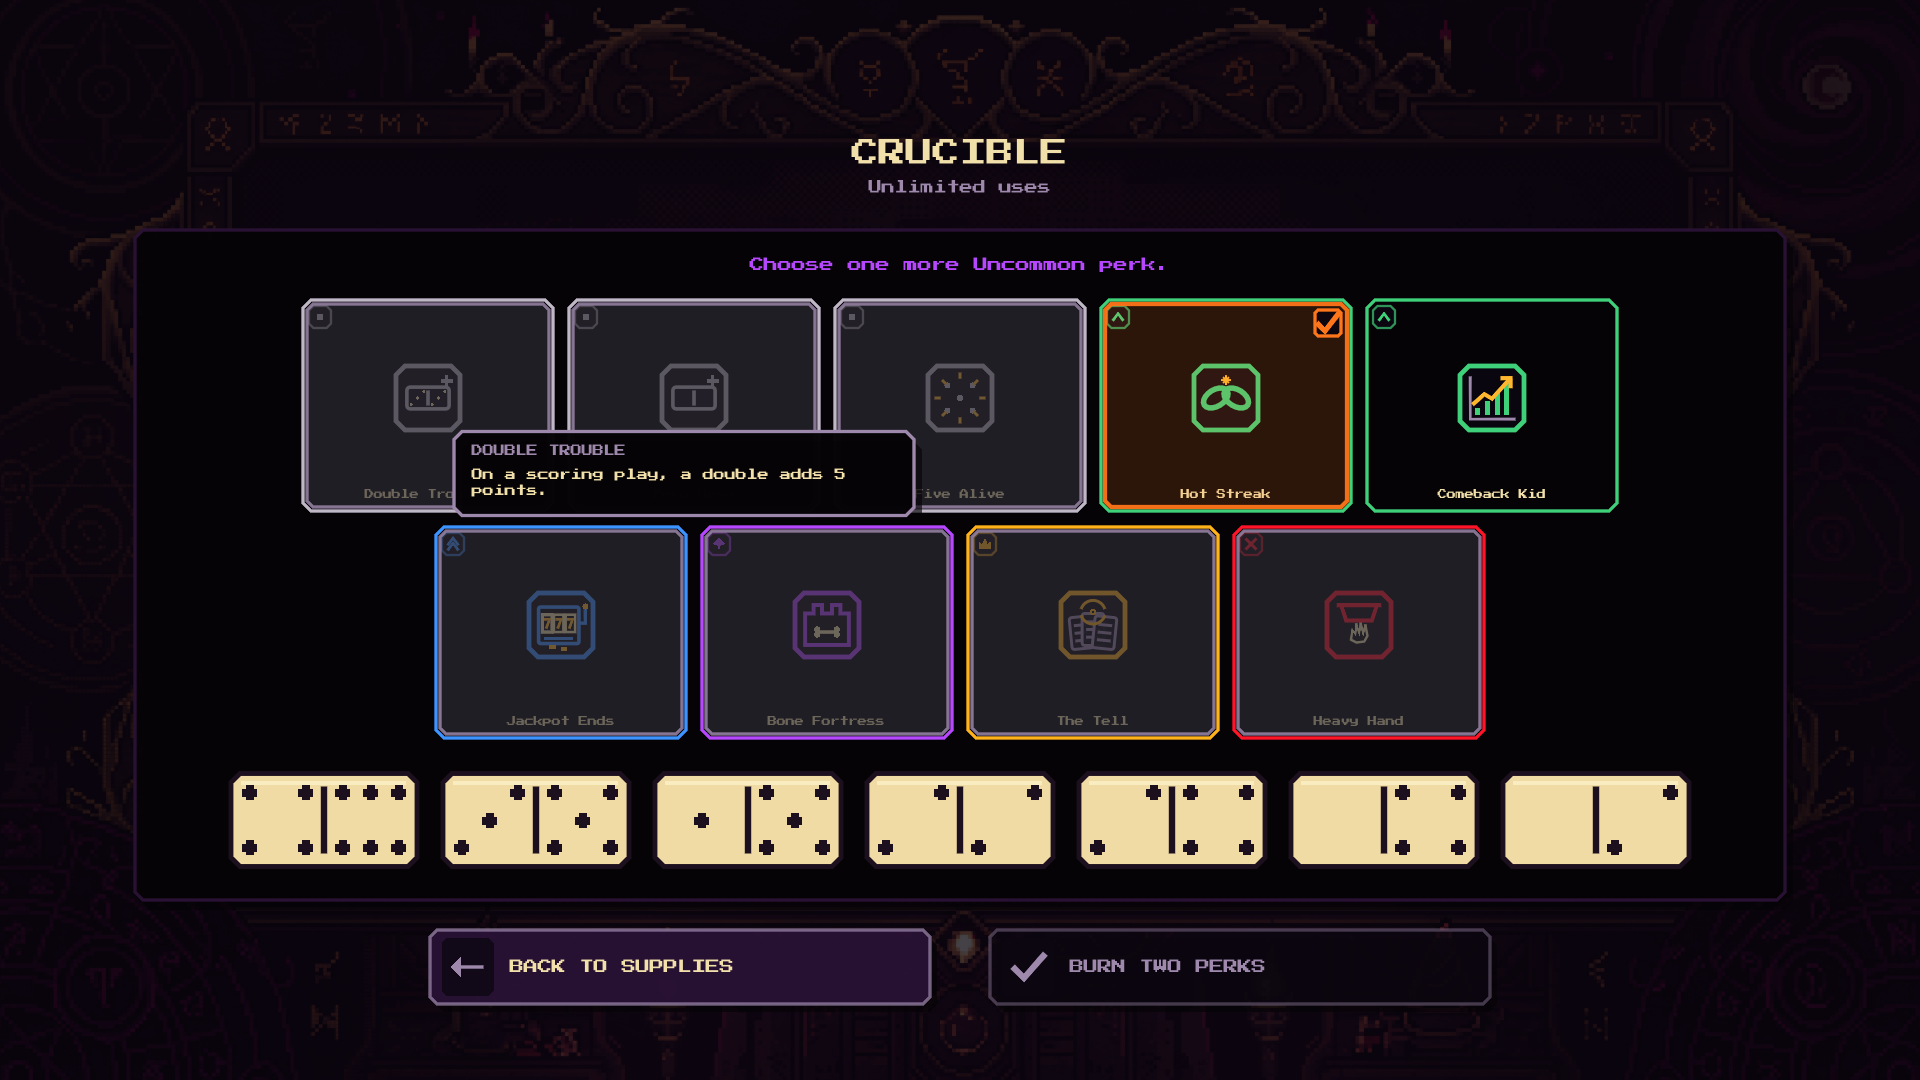 CRUCIBLE
Unlimited uses
Choose one more Uncommon perk.
DOUBLE TROUBLE
On a scoring play, a double adds 5
points.
Double Tro
Five Alive
Hot Streak
Comeback Kid
Jackpot Ends
Bone Fortress
The Tell
Heavy Hand
BACK TO SUPPLIES
BURN TWO PERKS